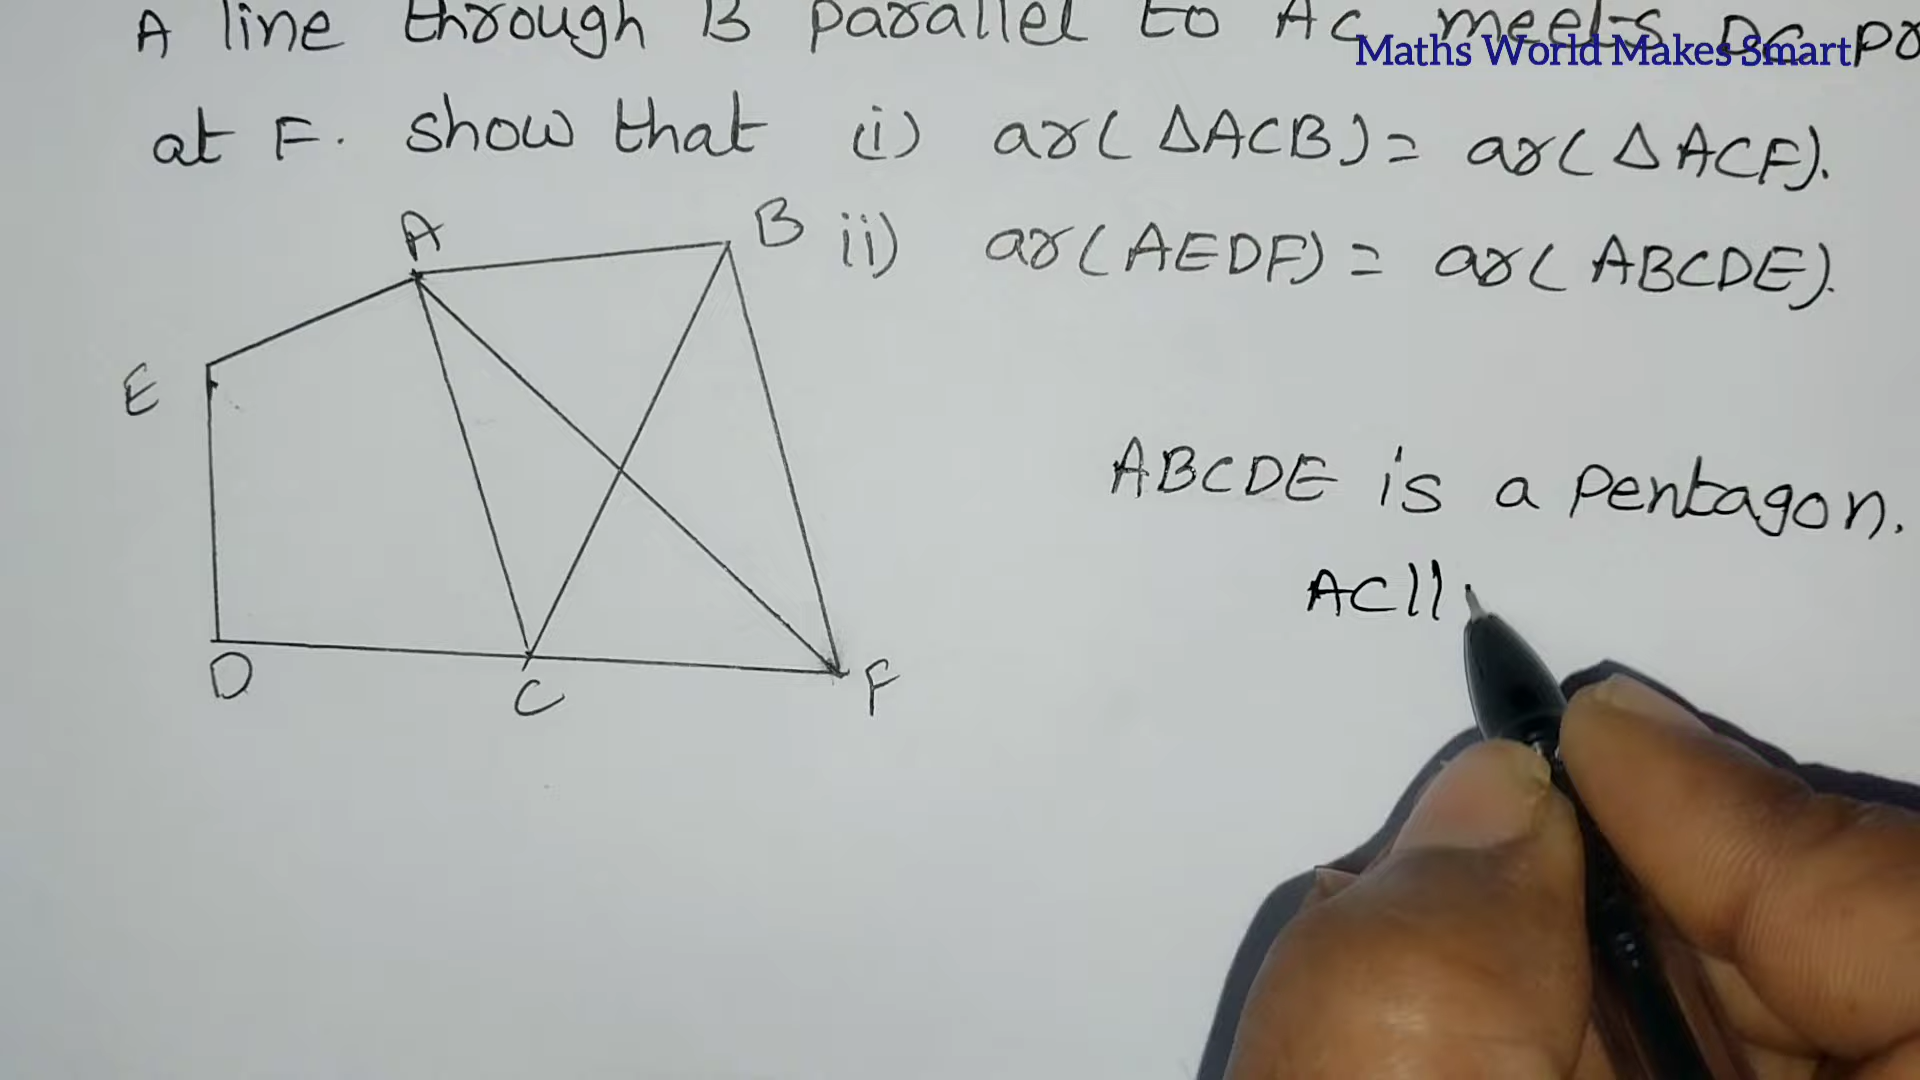 A line through B parallel to AC meets DC
Maths World Makes Smart
at F. show that (i) ar(ΔACB) = ar(ΔACF).
ii) ar(AEDF) = ar(ABCDE).
A
B
E
D
C
F
ABCDE is a pentagon.
AC||